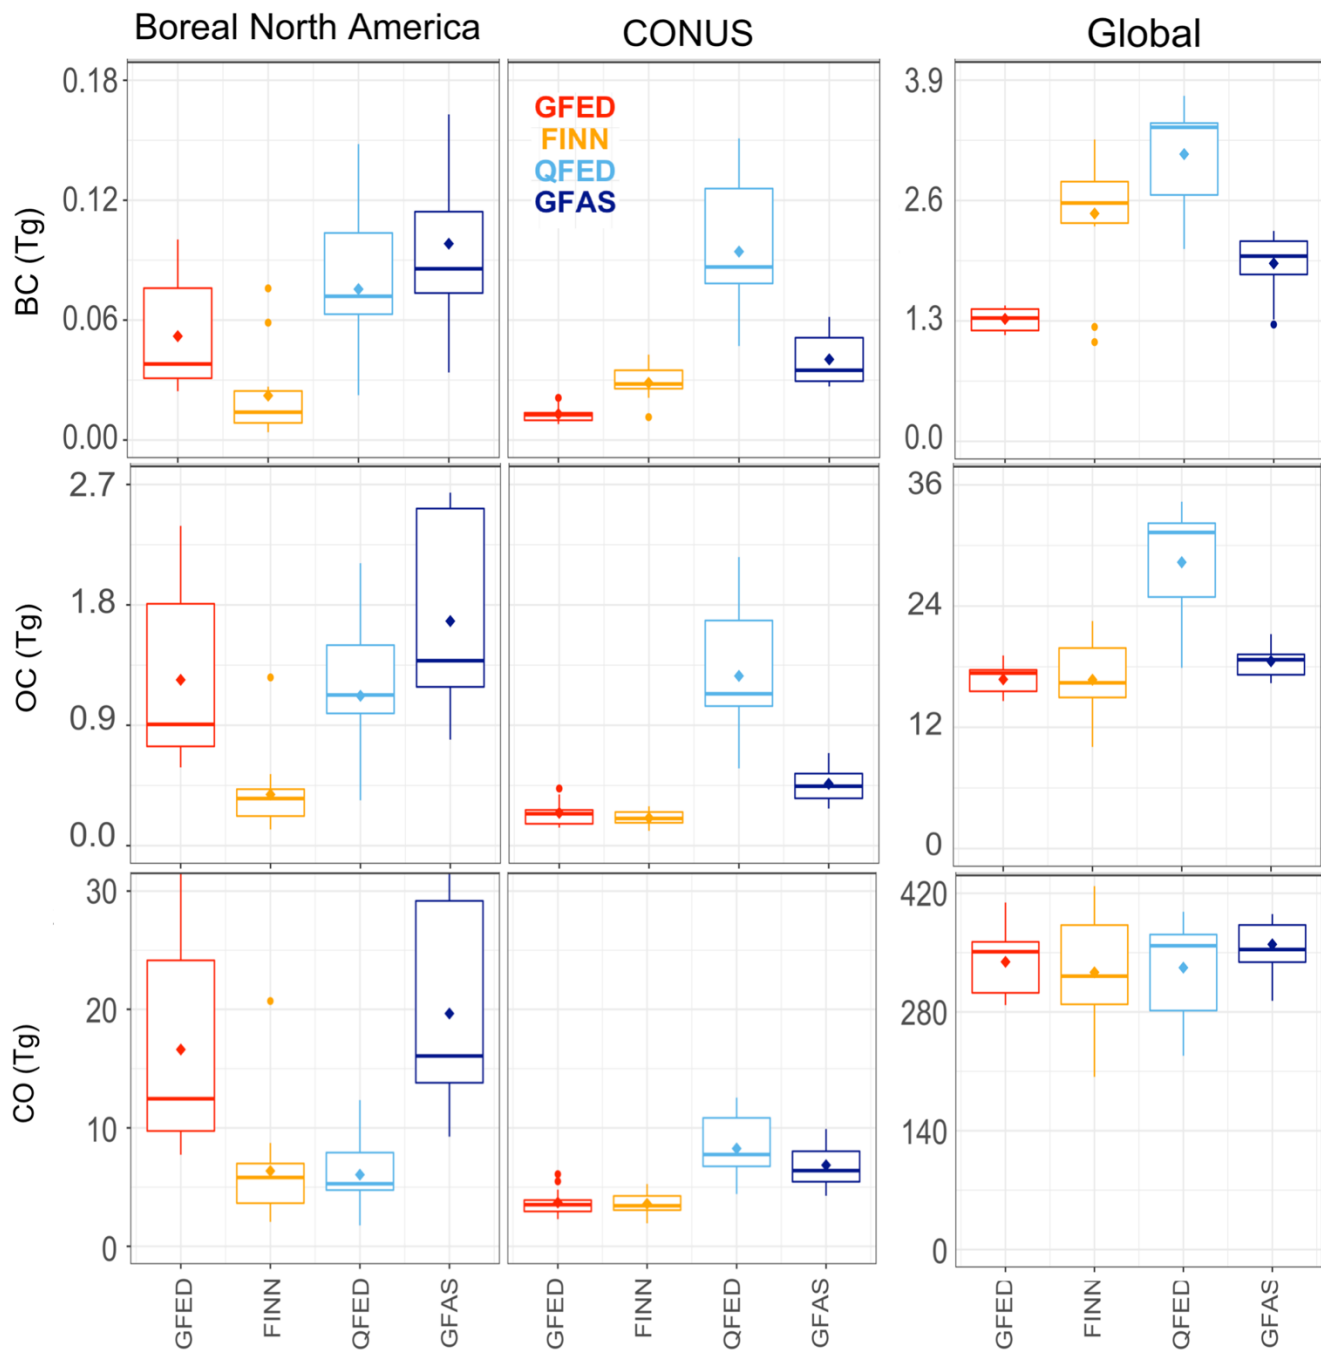 Boreal North America CONUS Global
BC (Tg)
0.18
0.12
0.06
0.00
GFED
FINN
QFED
GFAS
3.9
2.6
1.3
0.0
OC (Tg)
2.7
1.8
0.9
0.0
36
24
12
0
CO (Tg)
30
20
10
0
420
280
140
0
GFED FINN QFED GFAS GFED FINN QFED GFAS GFED FINN QFED GFAS